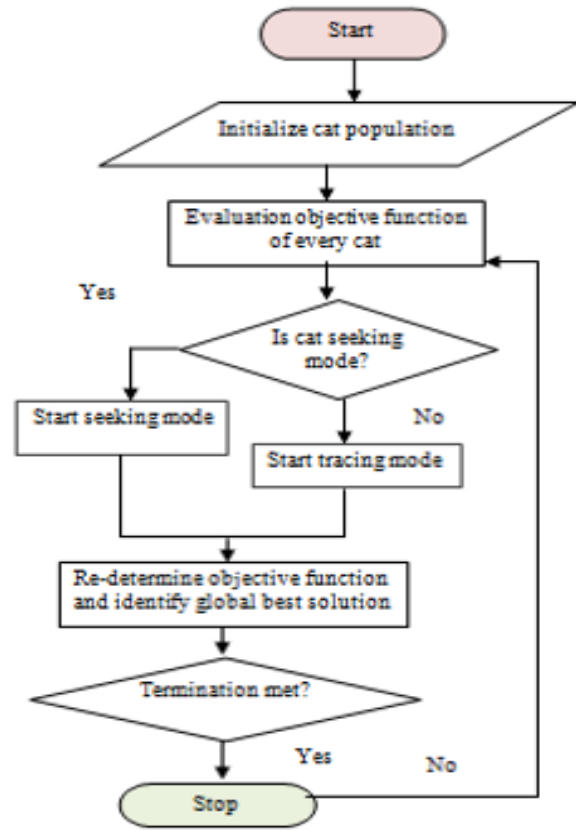 Start
Initialize cat population
Evaluation objective function
of every cat
Yes
Is cat seeking
mode?
Start seeking mode
No
Start tracing mode
Re-determine objective function
and identify global best solution
Termination met?
Yes
No
Stop